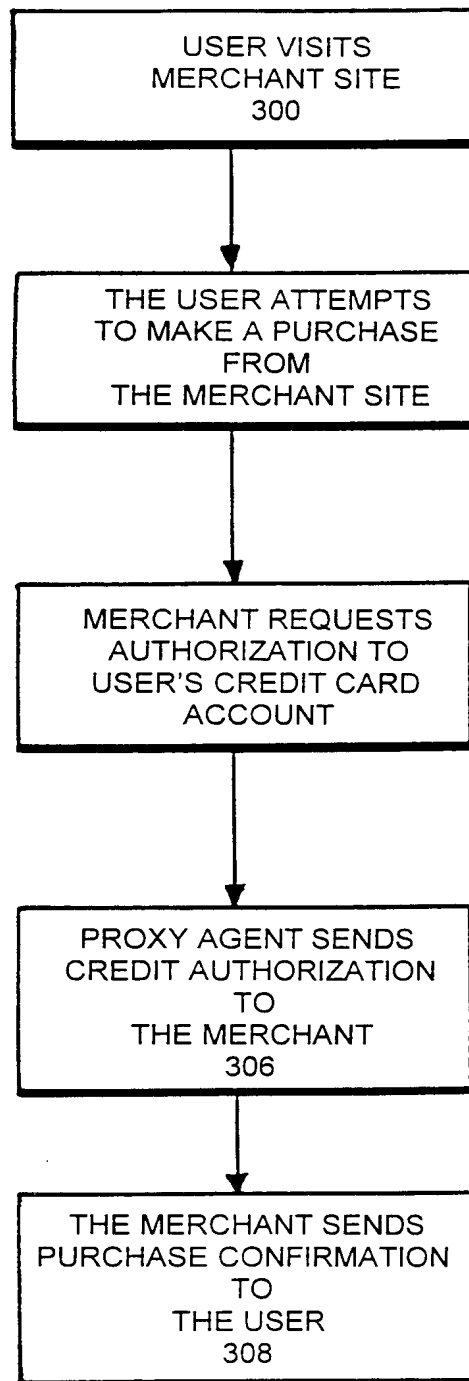 USER VISITS
MERCHANT SITE
300
THE USER ATTEMPTS
TO MAKE A PURCHASE
FROM
THE MERCHANT SITE
MERCHANT REQUESTS
AUTHORIZATION TO
USER'S CREDIT CARD
ACCOUNT
PROXY AGENT SENDS
CREDIT AUTHORIZATION
TO
THE MERCHANT
306
THE MERCHANT SENDS
PURCHASE CONFIRMATION
TO
THE USER
308